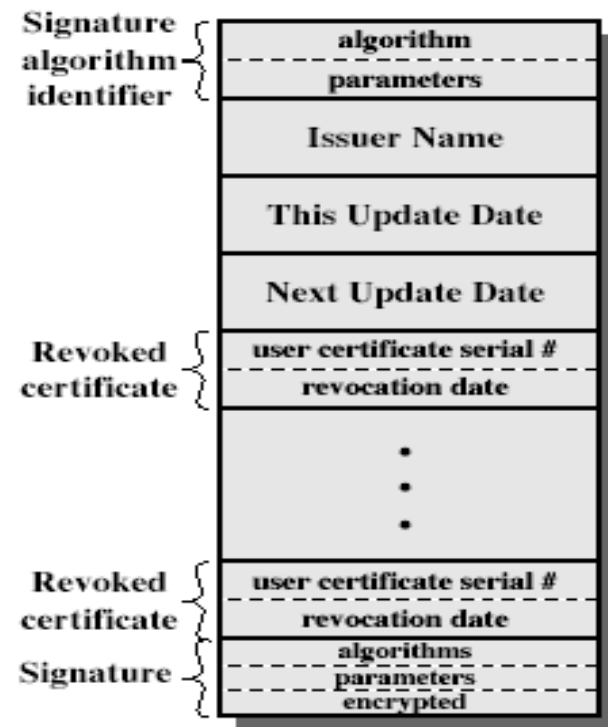 Signature
algorithm
identifier
algorithm
parameters
Issuer Name
This Update Date
Next Update Date
Revoked
certificate
user certificate serial #
revocation date
Revoked
certificate
user certificate serial #
revocation date
Signature
algorithms
parameters
encrypted